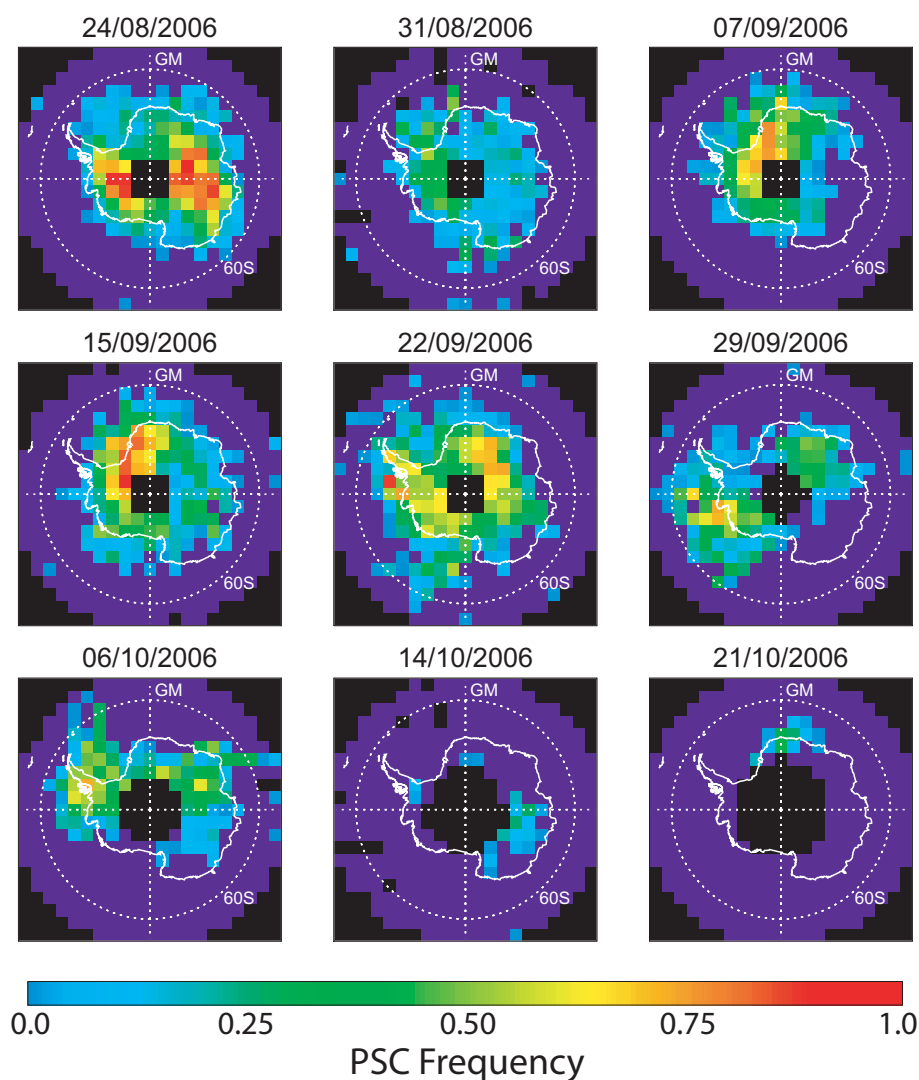 24/08/2006 31/08/2006 07/09/2006
GM GM GM
60S 60S 60S
15/09/2006 22/09/2006 29/09/2006
GM GM GM
60S 60S 60S
06/10/2006 14/10/2006 21/10/2006
GM GM GM
60S 60S 60S
0.0 0.25 0.50 0.75 1.0
PSC Frequency